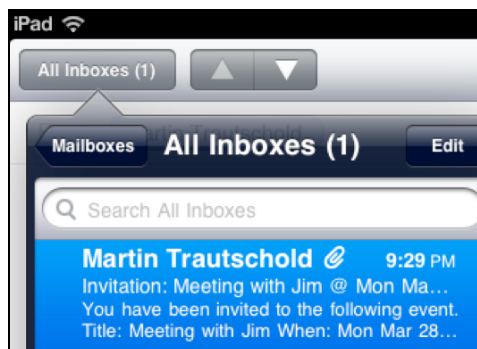 iPad
All Inboxes (1)
Mailboxes
All Inboxes (1)
Edit
Search All Inboxes
Martin Trautschold 9:29 PM
Invitation: Meeting with Jim @ Mon Ma...
You have been invited to the following event.
Title: Meeting with Jim When: Mon Mar 28...